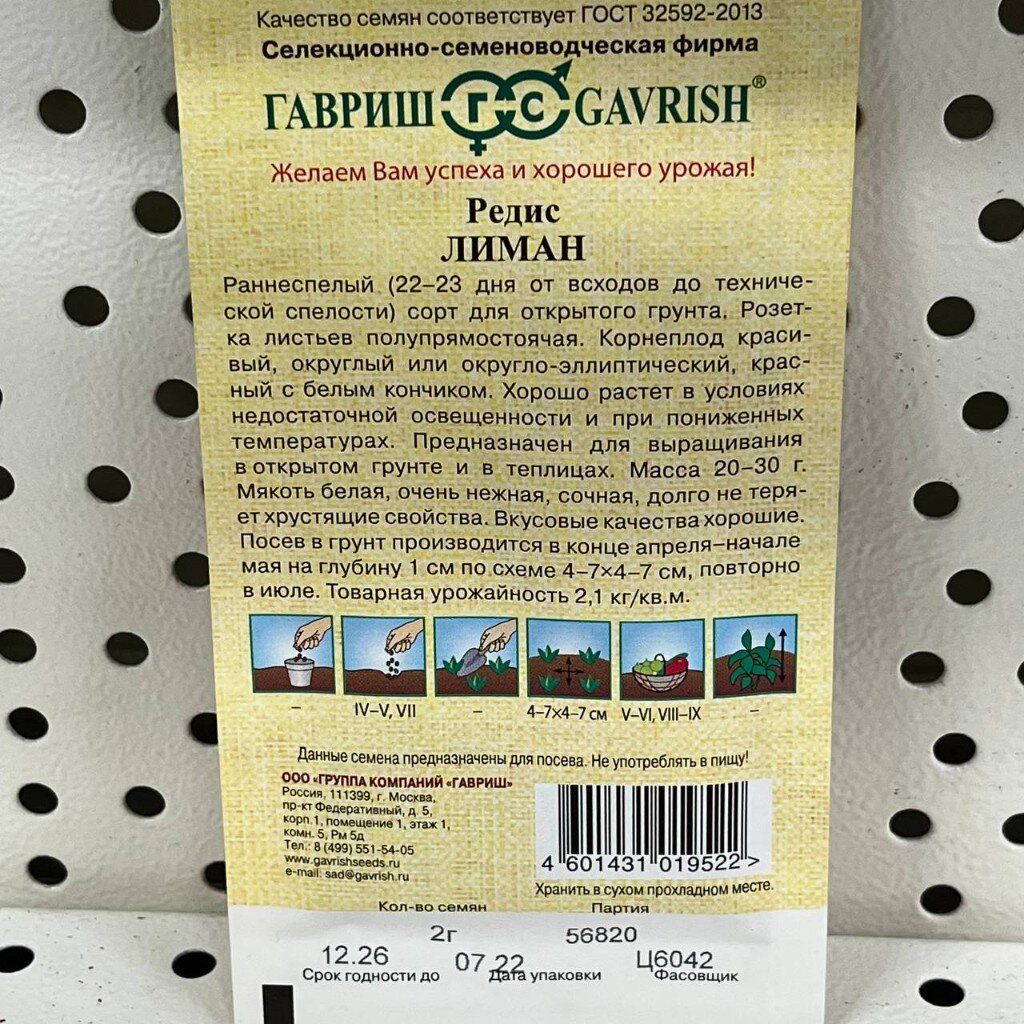 Качество семян соответствует ГОСТ 32592-2013
Селекционно-семеноводческая фирма
ГАВРИШ ГС GAVRISH®
Желаем Вам успеха и хорошего урожая!
Редис
ЛИМАН
Раннеспелый (22–23 дня от всходов до техниче-
ской спелости) сорт для открытого грунта. Розет-
ка листьев полупрямостоячая. Корнеплод краси-
вый, округлый или округло-эллиптический, крас-
ный с белым кончиком. Хорошо растет в условиях
недостаточной освещенности и при пониженных
температурах. Предназначен для выращивания
в открытом грунте и в теплицах. Масса 20–30 г.
Мякоть белая, очень нежная, сочная, долго не теря-
ет хрустящие свойства. Вкусовые качества хорошие.
Посев в грунт производится в конце апреля–начале
мая на глубину 1 см по схеме 4–7×4–7 см, повторно
в июле. Товарная урожайность 2,1 кг/кв.м.
– IV–V, VII – 4–7×4–7 см V–VI, VIII–IX –
Данные семена предназначены для посева. Не употреблять в пищу!
ООО «ГРУППА КОМПАНИЙ «ГАВРИШ»
Россия, 111399, г. Москва,
пр-кт Федеративный, д. 5,
корп.1, помещение 1, этаж 1,
комн. 5, Рм 5д
Тел.: 8 (499) 551-54-05
www.gavrishseeds.ru
e-mail: sad@gavrish.ru
4 601431 019522 >
Хранить в сухом прохладном месте.
Кол-во семян Партия
2г 56820
12.26 07 22 Ц6042
Срок годности до Дата упаковки Фасовщик